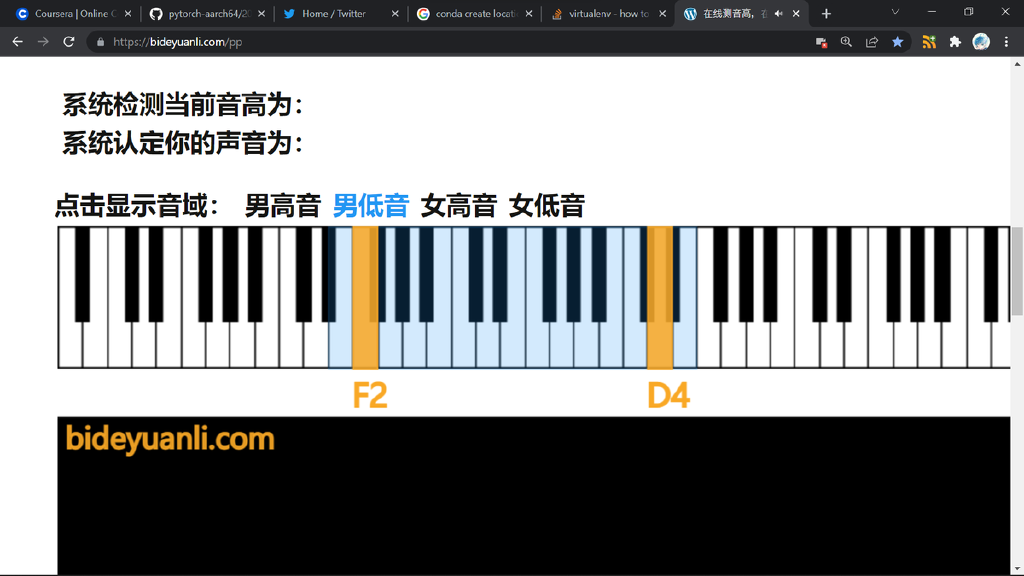 Coursera | Online C
pytorch-aarch64/
Home / Twitter
conda create locati
virtualenv - how to
在线测音高，
https://bideyuanli.com/pp
系统检测当前音高为：
系统认定你的声音为：
点击显示音域： 男高音 男低音 女高音 女低音
F2
D4
bideyuanli.com